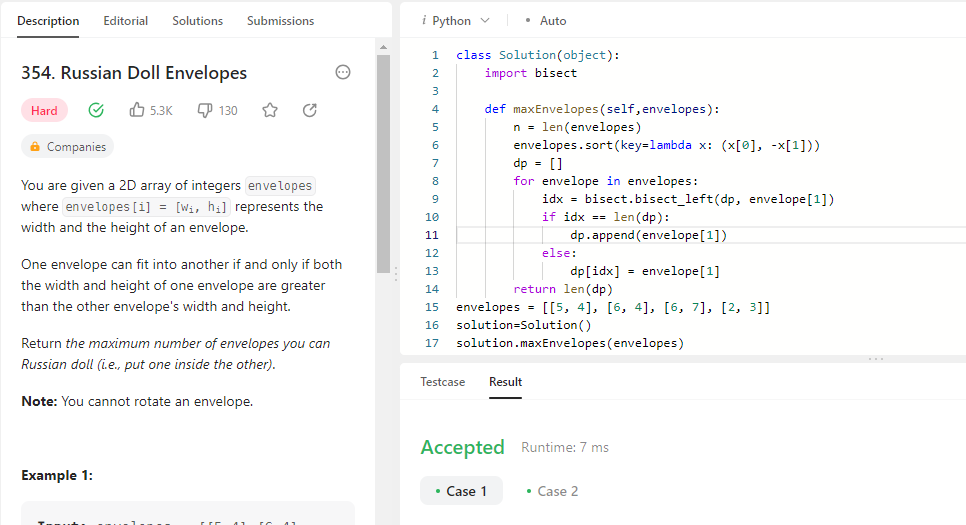 Description Editorial Solutions Submissions
354. Russian Doll Envelopes
Hard 5.3K 130
Companies
You are given a 2D array of integers envelopes
where envelopes[i] = [wi, hi] represents the
width and the height of an envelope.
One envelope can fit into another if and only if both
the width and height of one envelope are greater
than the other envelope's width and height.
Return the maximum number of envelopes you can
Russian doll (i.e., put one inside the other).
Note: You cannot rotate an envelope.
Example 1:
i Python • Auto
1 class Solution(object):
2     import bisect
3
4     def maxEnvelopes(self,envelopes):
5         n = len(envelopes)
6         envelopes.sort(key=lambda x: (x[0], -x[1]))
7         dp = []
8         for envelope in envelopes:
9             idx = bisect.bisect_left(dp, envelope[1])
10             if idx == len(dp):
11                 dp.append(envelope[1])
12             else:
13                 dp[idx] = envelope[1]
14         return len(dp)
15 envelopes = [[5, 4], [6, 4], [6, 7], [2, 3]]
16 solution=Solution()
17 solution.maxEnvelopes(envelopes)
Testcase Result
Accepted Runtime: 7 ms
• Case 1 • Case 2